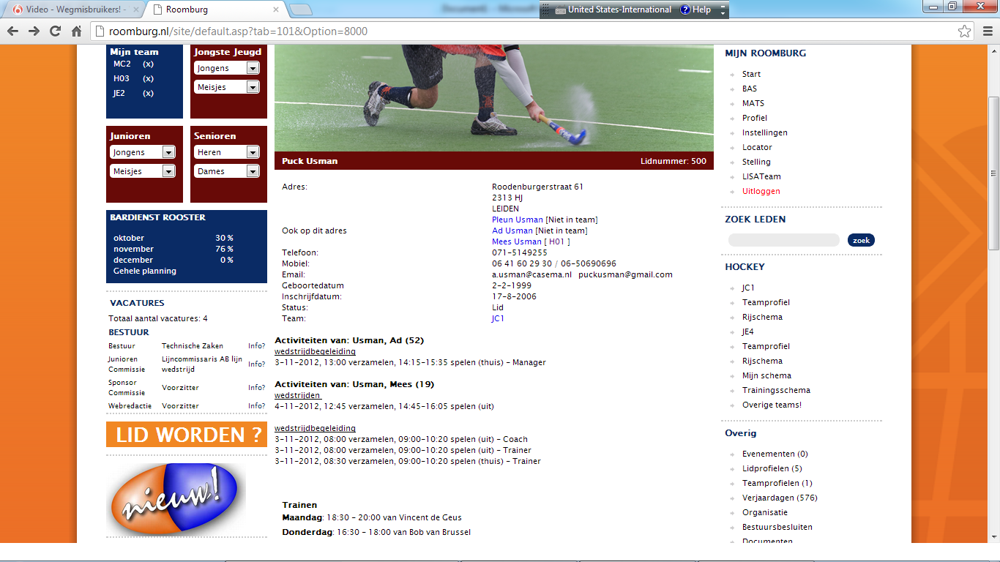 Video - Wegmisbruikers! -
Roomburg
United States-International
Help
roomburg.nl/site/default.asp?tab=101&Option=8000
Mijn team
MC2 (x)
H03 (x)
JE2 (x)
Jongste Jeugd
Jongens
Meisjes
Junioren
Jongens
Meisjes
Senioren
Heren
Dames
BARDIENST ROOSTER
oktober 30 %
november 76 %
december 0 %
Gehele planning
VACATURES
Totaal aantal vacatures: 4
BESTUUR
Bestuur Technische Zaken Info?
Junioren Commissie Lijncommissaris AB lijn wedstrijd Info?
Sponsor Commissie Voorzitter Info?
Webredactie Voorzitter Info?
LID WORDEN ?
nieuw!
Puck Usman Lidnummer: 500
Adres: Roodenburgerstraat 61
2313 HJ
LEIDEN
Pleun Usman [Niet in team]
Ook op dit adres Ad Usman [Niet in team]
Mees Usman [ H01 ]
Telefoon: 071-5149255
Mobiel: 06 41 60 29 30 / 06-50690696
Email: a.usman@casema.nl puckusman@gmail.com
Geboortedatum 2-2-1999
Inschrijfdatum: 17-8-2006
Status: Lid
Team: JC1
Activiteiten van: Usman, Ad (52)
wedstrijdbegeleiding
3-11-2012, 13:00 verzamelen, 14:15-15:35 spelen (thuis) - Manager
Activiteiten van: Usman, Mees (19)
wedstrijden
4-11-2012, 12:45 verzamelen, 14:45-16:05 spelen (uit)
wedstrijdbegeleiding
3-11-2012, 08:00 verzamelen, 09:00-10:20 spelen (uit) - Coach
3-11-2012, 08:00 verzamelen, 09:00-10:20 spelen (uit) - Trainer
3-11-2012, 08:30 verzamelen, 09:00-10:20 spelen (thuis) - Trainer
Trainen
Maandag: 18:30 - 20:00 van Vincent de Geus
Donderdag: 16:30 - 18:00 van Bob van Brussel
MIJN ROOMBURG
Start
BAS
MATS
Profiel
Instellingen
Locator
Stelling
LISATeam
Uitloggen
ZOEK LEDEN
zoek
HOCKEY
JC1
Teamprofiel
Rijschema
JE4
Teamprofiel
Rijschema
Mijn schema
Trainingsschema
Overige teams!
Overig
Evenementen (0)
Lidprofielen (5)
Teamprofielen (1)
Verjaardagen (576)
Organisatie
Bestuursbesluiten
Documenten